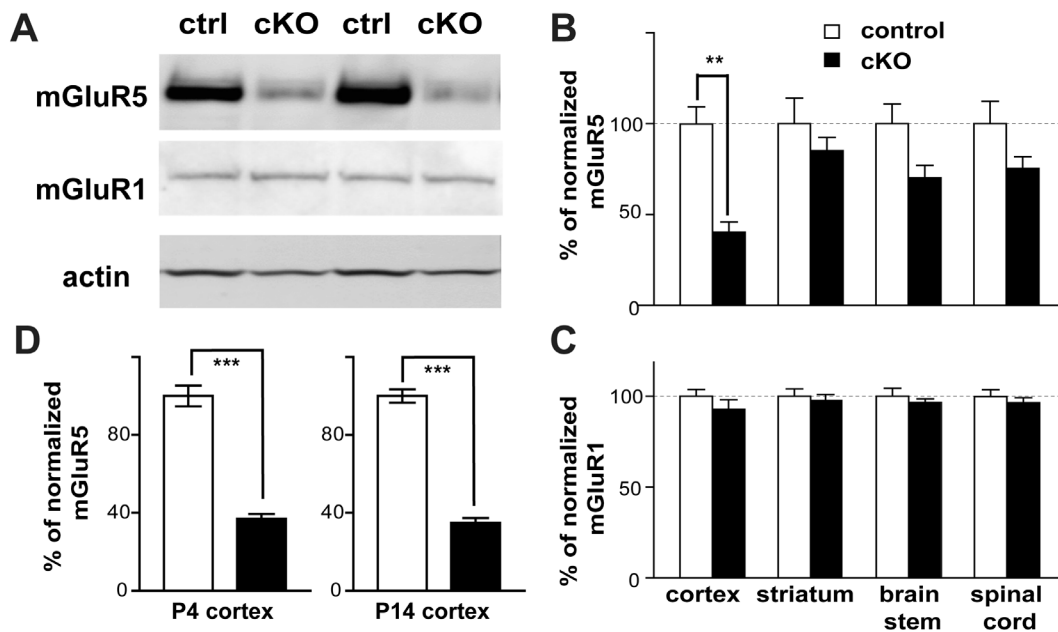 A
ctrl cKO ctrl cKO
mGluR5
mGluR1
actin
B
control
cKO
**
% of normalized
mGluR5
100
50
0
C
% of normalized
mGluR1
100
50
0
cortex striatum brain stem spinal cord
D
% of normalized
mGluR5
***
80
40
0
P4 cortex
***
80
40
0
P14 cortex